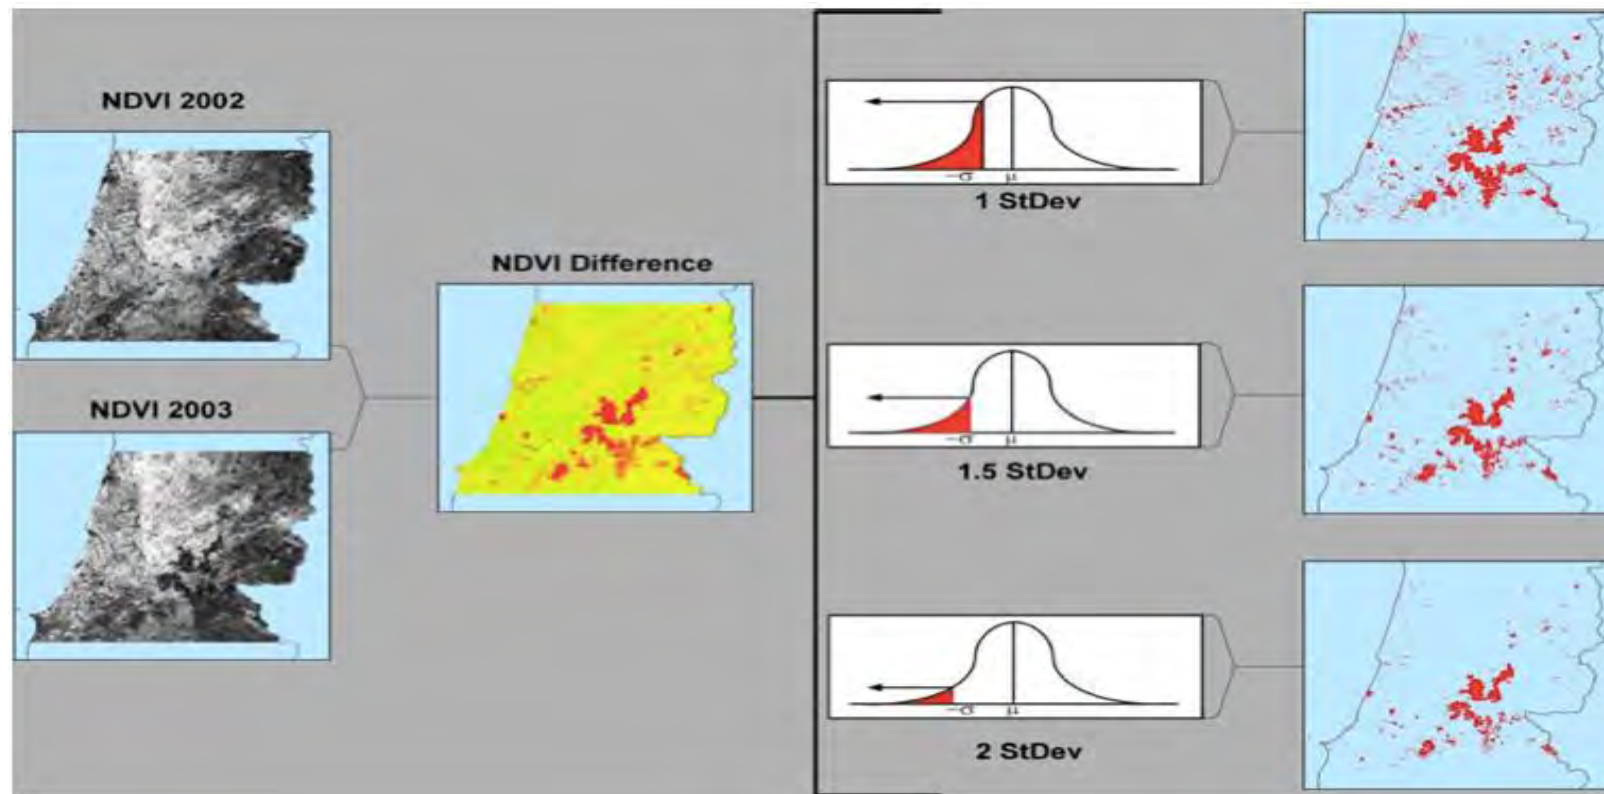 NDVI 2002
NDVI 2003
NDVI Difference
-σ μ
1 StDev
-σ μ
1.5 StDev
-σ μ
2 StDev